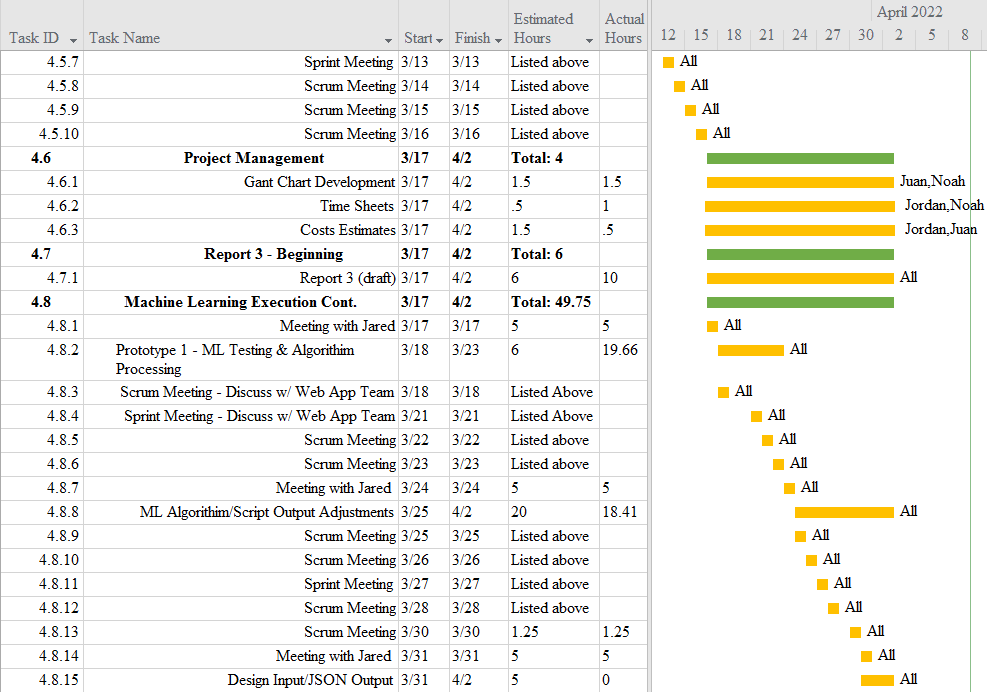 April 2022
Task ID Task Name Start Finish Estimated Hours Actual Hours 12 15 18 21 24 27 30 2 5 8
4.5.7 Sprint Meeting 3/13 3/13 Listed above All
4.5.8 Scrum Meeting 3/14 3/14 Listed above All
4.5.9 Scrum Meeting 3/15 3/15 Listed above All
4.5.10 Scrum Meeting 3/16 3/16 Listed above All
4.6 Project Management 3/17 4/2 Total: 4
4.6.1 Gant Chart Development 3/17 4/2 1.5 1.5 Juan,Noah
4.6.2 Time Sheets 3/17 4/2 .5 1 Jordan,Noah
4.6.3 Costs Estimates 3/17 4/2 1.5 .5 Jordan,Juan
4.7 Report 3 - Beginning 3/17 4/2 Total: 6
4.7.1 Report 3 (draft) 3/17 4/2 6 10 All
4.8 Machine Learning Execution Cont. 3/17 4/2 Total: 49.75
4.8.1 Meeting with Jared 3/17 3/17 5 5 All
4.8.2 Prototype 1 - ML Testing & Algorithim 3/18 3/23 6 19.66 All
Processing
4.8.3 Scrum Meeting - Discuss w/ Web App Team 3/18 3/18 Listed Above All
4.8.4 Sprint Meeting - Discuss w/ Web App Team 3/21 3/21 Listed above All
4.8.5 Scrum Meeting 3/22 3/22 Listed above All
4.8.6 Scrum Meeting 3/23 3/23 Listed above All
4.8.7 Meeting with Jared 3/24 3/24 5 5 All
4.8.8 ML Algorithim/Script Output Adjustments 3/25 4/2 20 18.41 All
4.8.9 Scrum Meeting 3/25 3/25 Listed above All
4.8.10 Scrum Meeting 3/26 3/26 Listed above All
4.8.11 Sprint Meeting 3/27 3/27 Listed above All
4.8.12 Scrum Meeting 3/28 3/28 Listed above All
4.8.13 Scrum Meeting 3/30 3/30 1.25 1.25 All
4.8.14 Meeting with Jared 3/31 3/31 5 5 All
4.8.15 Design Input/JSON Output 3/31 4/2 5 0 All